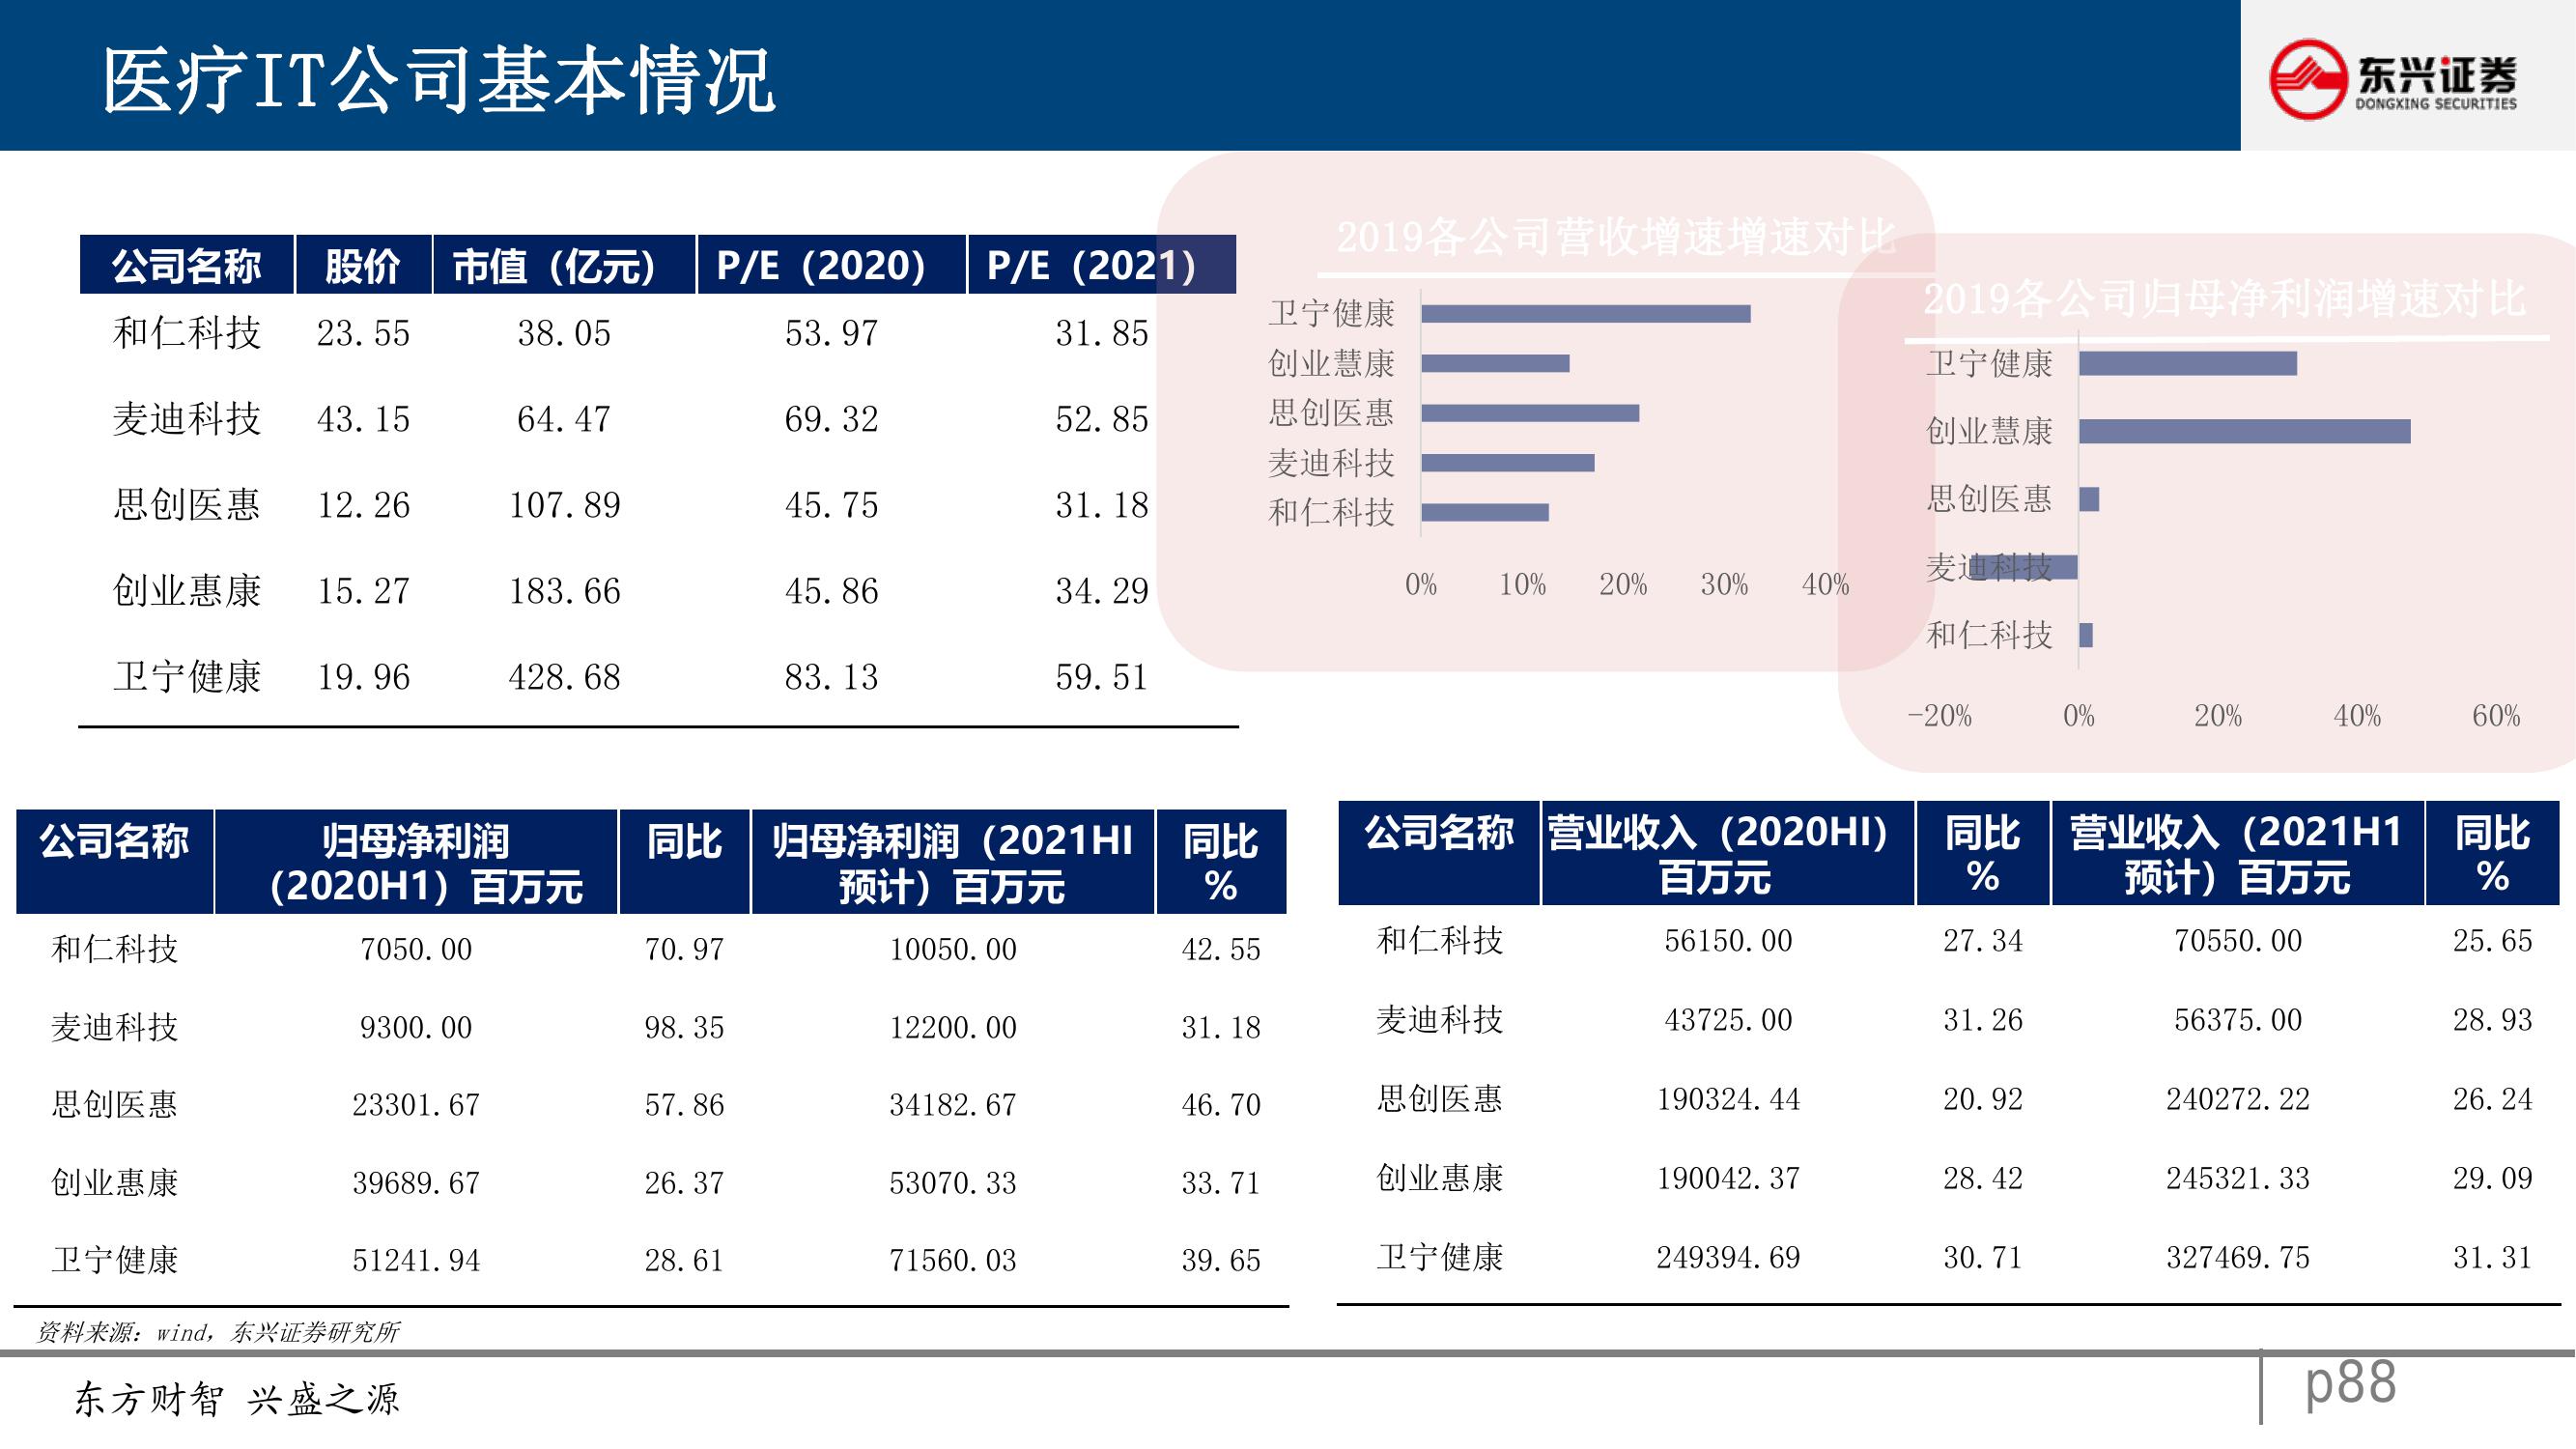 医疗IT公司基本情况
东兴证券
DONGXING SECURITIES
公司名称 股价 市值（亿元） P/E（2020） P/E（2021）
和仁科技 23.55 38.05 53.97 31.85
麦迪科技 43.15 64.47 69.32 52.85
思创医惠 12.26 107.89 45.75 31.18
创业惠康 15.27 183.66 45.86 34.29
卫宁健康 19.96 428.68 83.13 59.51
2019各公司营收增速增速对比
卫宁健康
创业慧康
思创医惠
麦迪科技
和仁科技
0% 10% 20% 30% 40%
2019各公司归母净利润增速对比
卫宁健康
创业慧康
思创医惠
麦迪科技
和仁科技
-20% 0% 20% 40% 60%
公司名称 归母净利润 同比 归母净利润（2021HI 同比
（2020H1）百万元 预计）百万元 %
和仁科技 7050.00 70.97 10050.00 42.55
麦迪科技 9300.00 98.35 12200.00 31.18
思创医惠 23301.67 57.86 34182.67 46.70
创业惠康 39689.67 26.37 53070.33 33.71
卫宁健康 51241.94 28.61 71560.03 39.65
公司名称 营业收入（2020HI） 同比 营业收入（2021H1 同比
百万元 % 预计）百万元 %
和仁科技 56150.00 27.34 70550.00 25.65
麦迪科技 43725.00 31.26 56375.00 28.93
思创医惠 190324.44 20.92 240272.22 26.24
创业惠康 190042.37 28.42 245321.33 29.09
卫宁健康 249394.69 30.71 327469.75 31.31
资料来源：wind，东兴证券研究所
东方财智 兴盛之源
p88